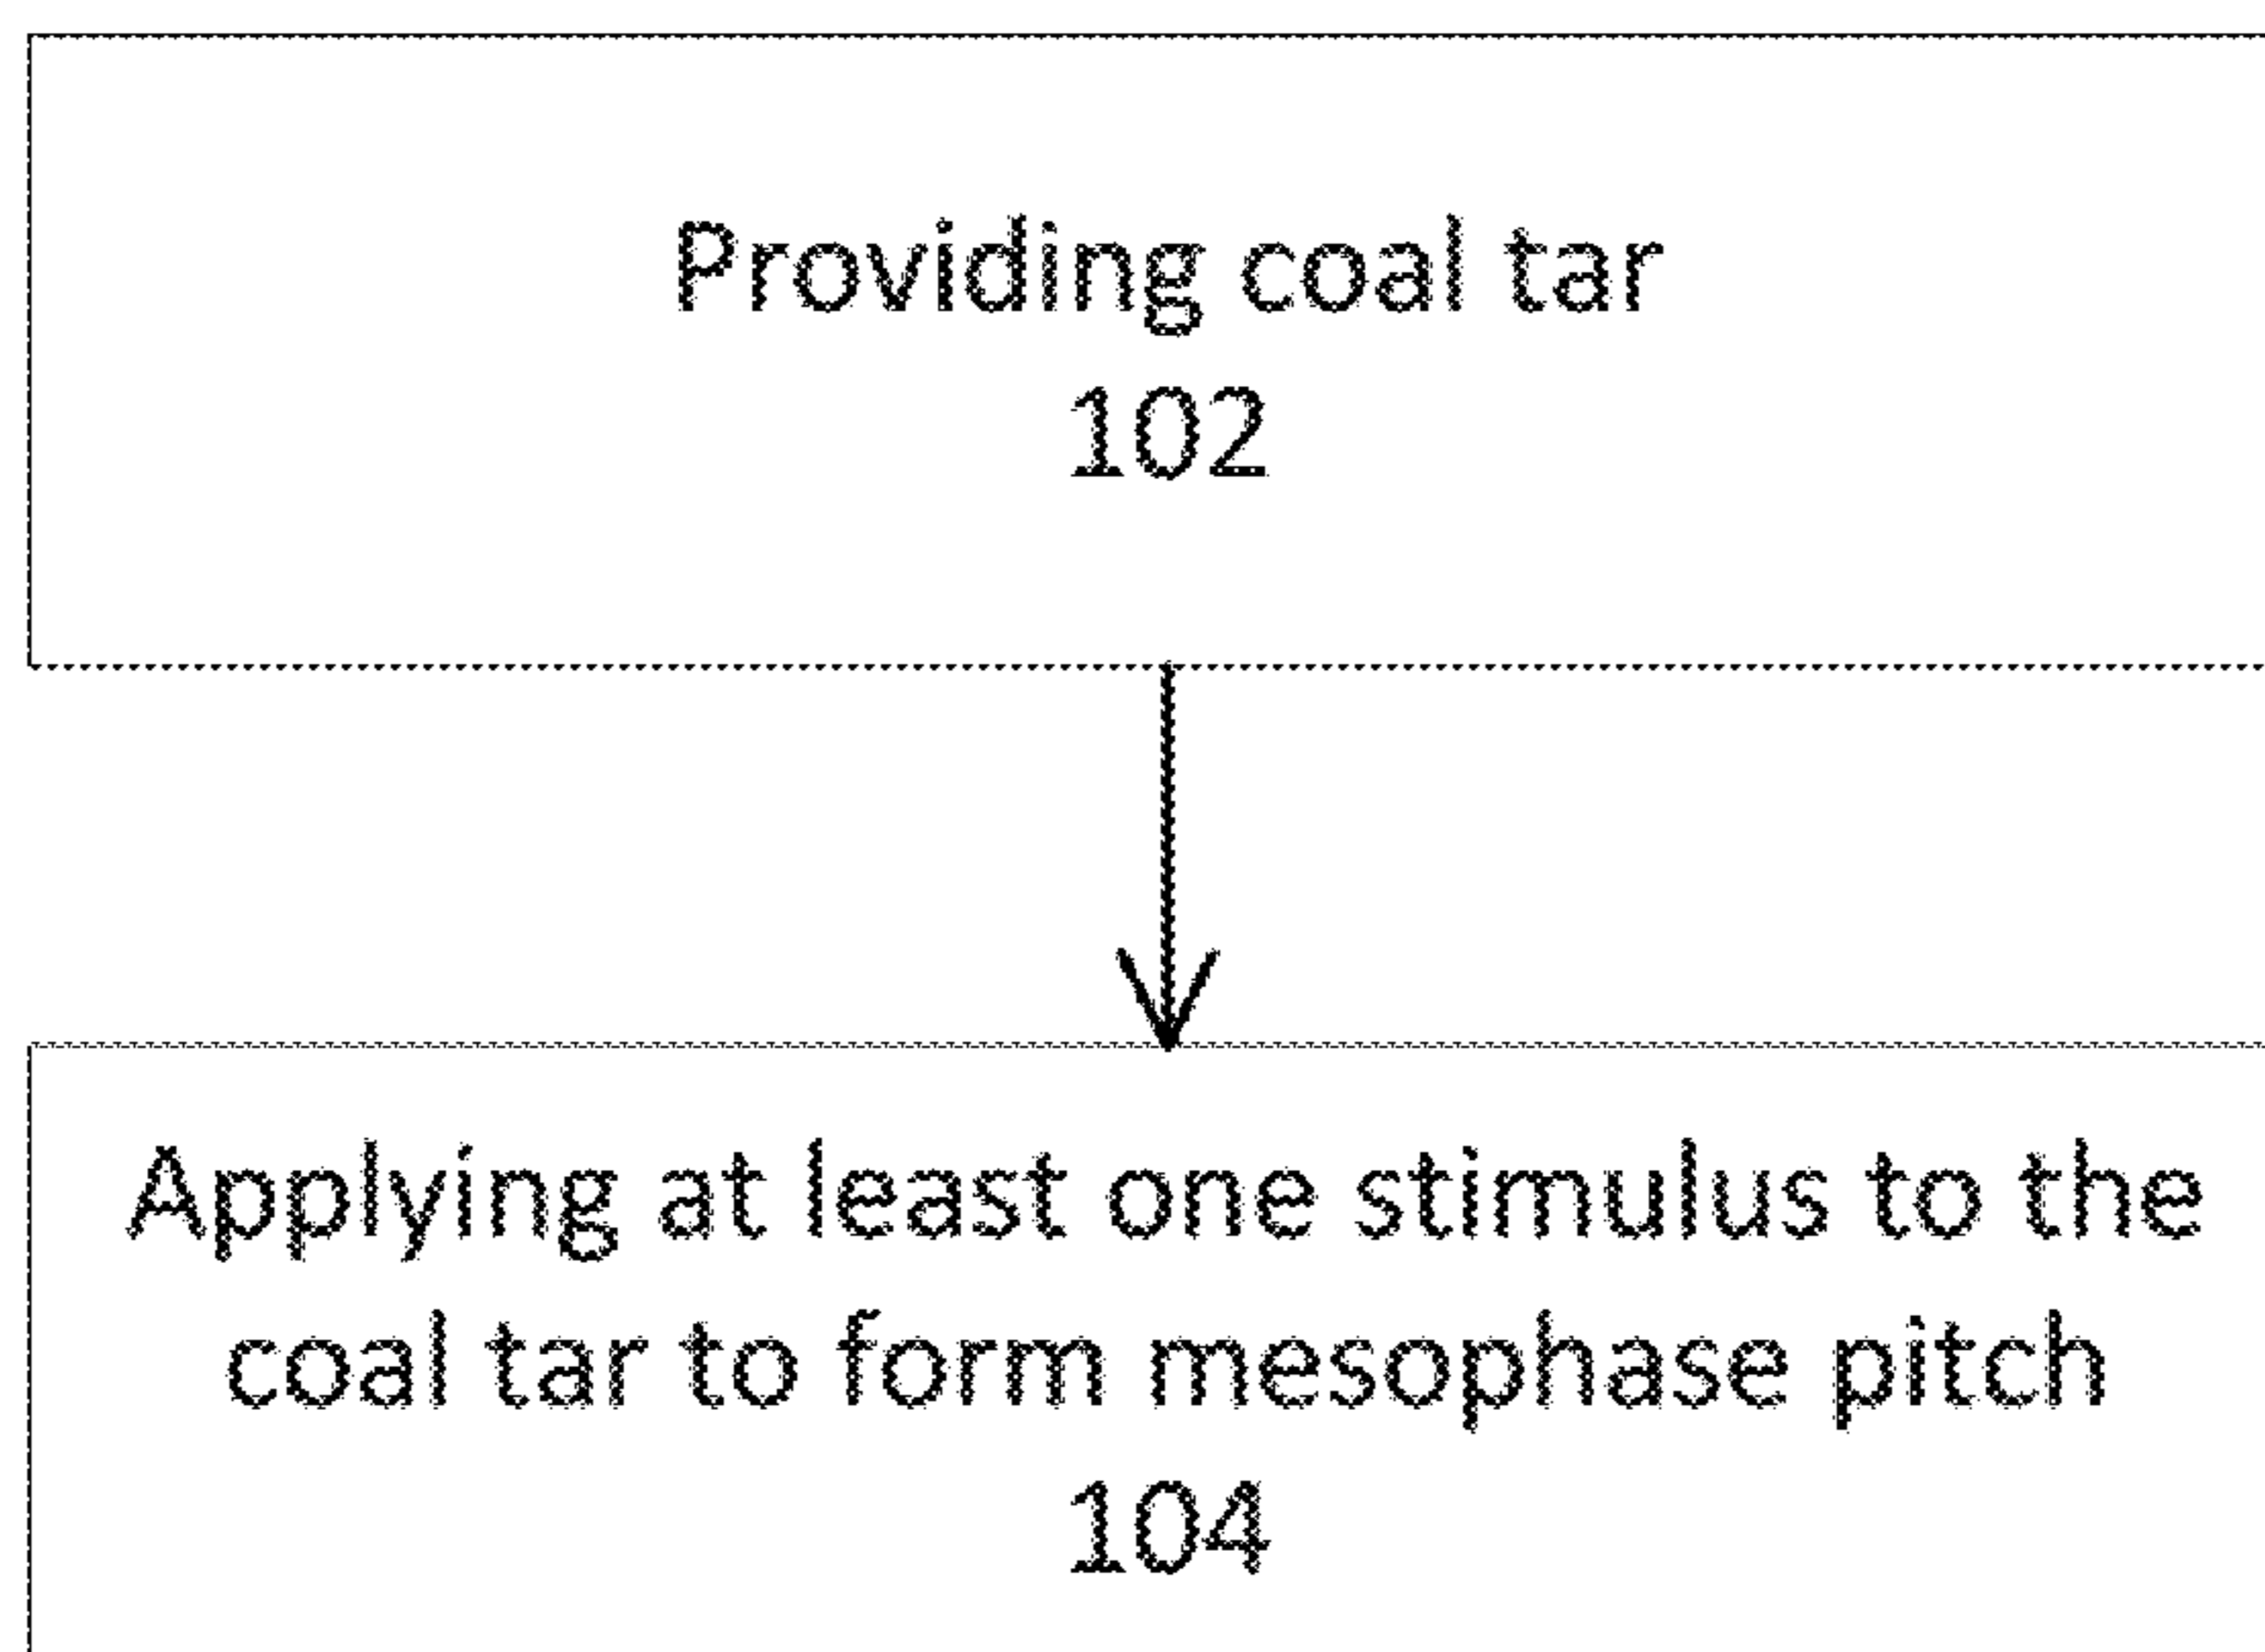 Providing coal tar
102
Applying at least one stimulus to the
coal tar to form mesophase pitch
104